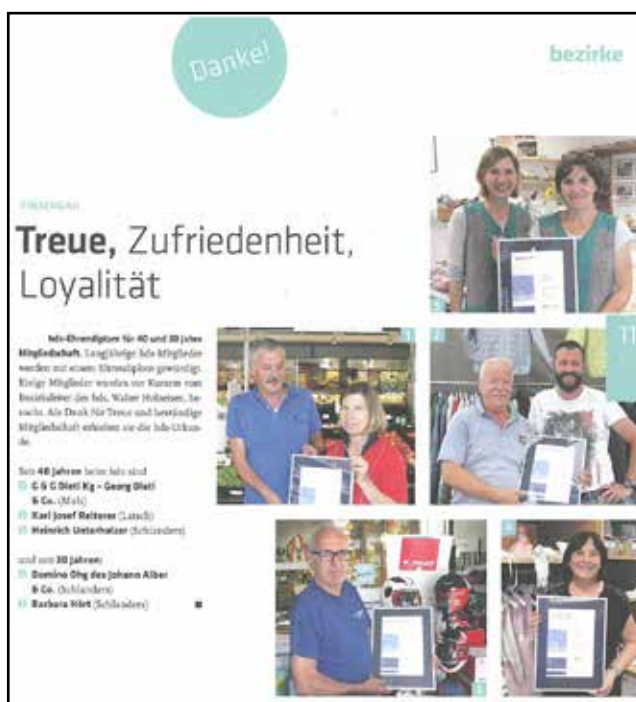 Danke!
bezirke
VINSCHGAU
Treue, Zufriedenheit,
Loyalität
hds-Ehrendiplom für 40 und 30 Jahre
Mitgliedschaft. Langjährige hds-Mitglieder
werden mit einem Ehrendiplom gewürdigt.
Einige Mitglieder wurden vor Kurzem vom
Bezirksleiter des hds, Walter Holzeisen, be-
sucht. Als Dank für Treue und beständige
Mitgliedschaft erhielten sie die hds-Urkun-
de.
Seit 40 Jahren beim hds sind
G & G Dietl Kg – Georg Dietl
& Co. (Mals)
Karl Josef Reiterer (Latsch)
Heinrich Unterholzer (Schlanders)
und seit 30 Jahren:
Domino Ohg des Johann Alber
& Co. (Schlanders)
Barbara Hört (Schlanders)
1
2